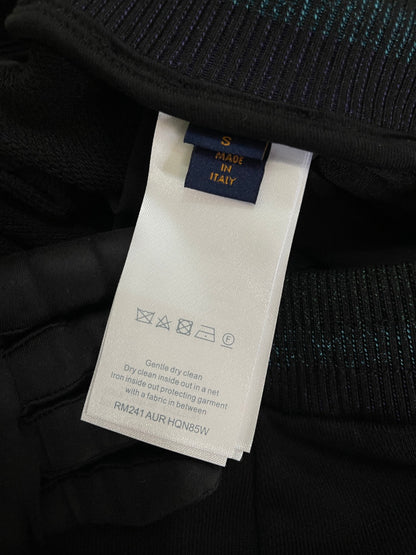 S
MADE
IN
ITALY
F
Gentle dry clean
Dry clean inside out in a net
Iron inside out protecting garment
with a fabric in between
RM241 AUR HQN85W